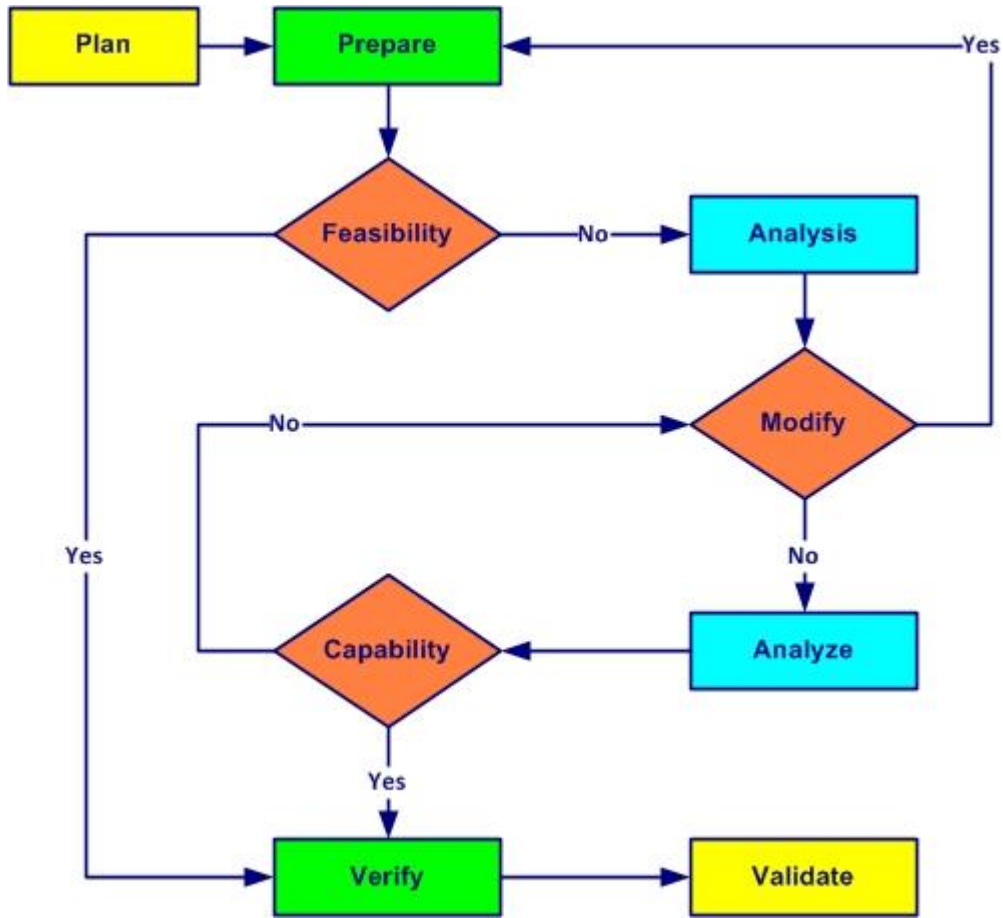 Plan
Prepare
Yes
Feasibility
No
Analysis
No
Modify
Yes
No
Capability
Analyze
Yes
Verify
Validate